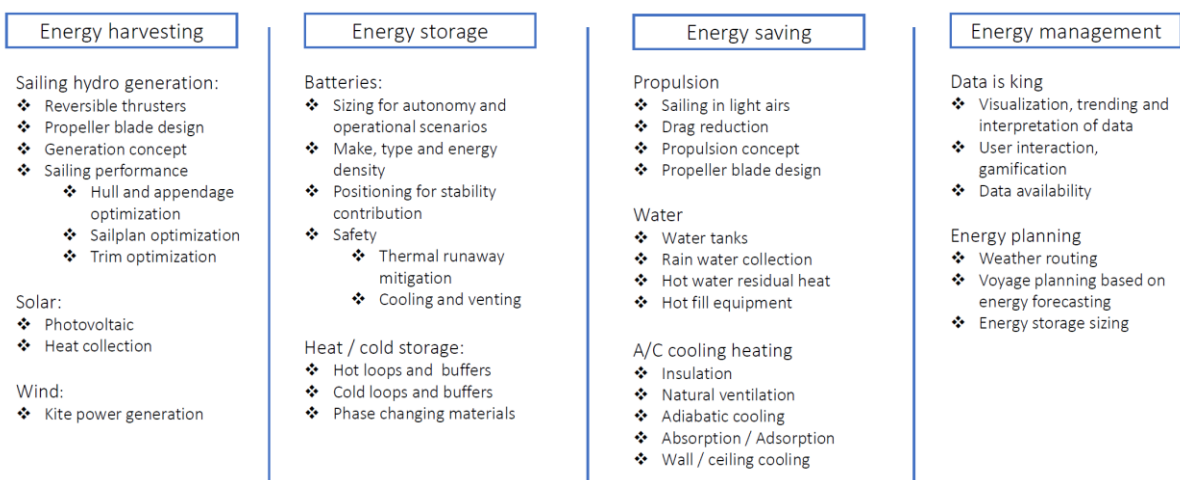 Energy harvesting
Sailing hydro generation:
❖ Reversible thrusters
❖ Propeller blade design
❖ Generation concept
❖ Sailing performance
❖ Hull and appendage
optimization
❖ Sailplan optimization
❖ Trim optimization
Solar:
❖ Photovoltaic
❖ Heat collection
Wind:
❖ Kite power generation
Energy storage
Batteries:
❖ Sizing for autonomy and
operational scenarios
❖ Make, type and energy
density
❖ Positioning for stability
contribution
❖ Safety
❖ Thermal runaway
mitigation
❖ Cooling and venting
Heat / cold storage:
❖ Hot loops and buffers
❖ Cold loops and buffers
❖ Phase changing materials
Energy saving
Propulsion
❖ Sailing in light airs
❖ Drag reduction
❖ Propulsion concept
❖ Propeller blade design
Water
❖ Water tanks
❖ Rain water collection
❖ Hot water residual heat
❖ Hot fill equipment
A/C cooling heating
❖ Insulation
❖ Natural ventilation
❖ Adiabatic cooling
❖ Absorption / Adsorption
❖ Wall / ceiling cooling
Energy management
Data is king
❖ Visualization, trending and
interpretation of data
❖ User interaction,
gamification
❖ Data availability
Energy planning
❖ Weather routing
❖ Voyage planning based on
energy forecasting
❖ Energy storage sizing